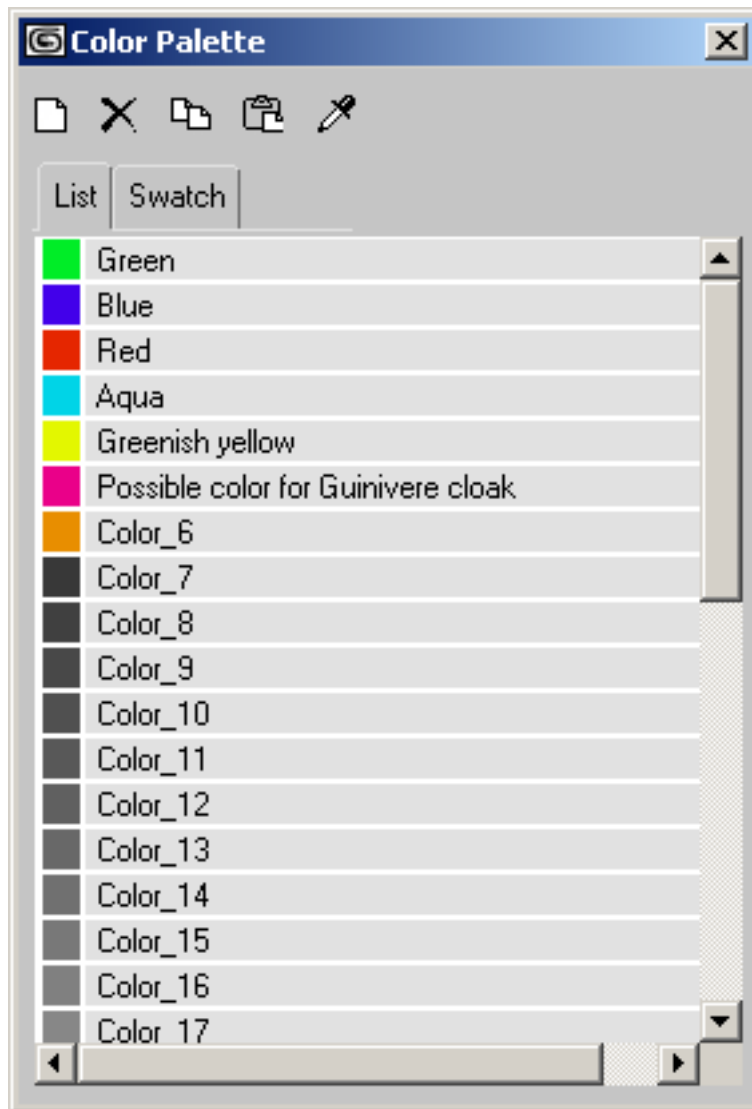 Color Palette
List Swatch
Green
Blue
Red
Aqua
Greenish yellow
Possible color for Guinivere cloak
Color_6
Color_7
Color_8
Color_9
Color_10
Color_11
Color_12
Color_13
Color_14
Color_15
Color_16
Color_17